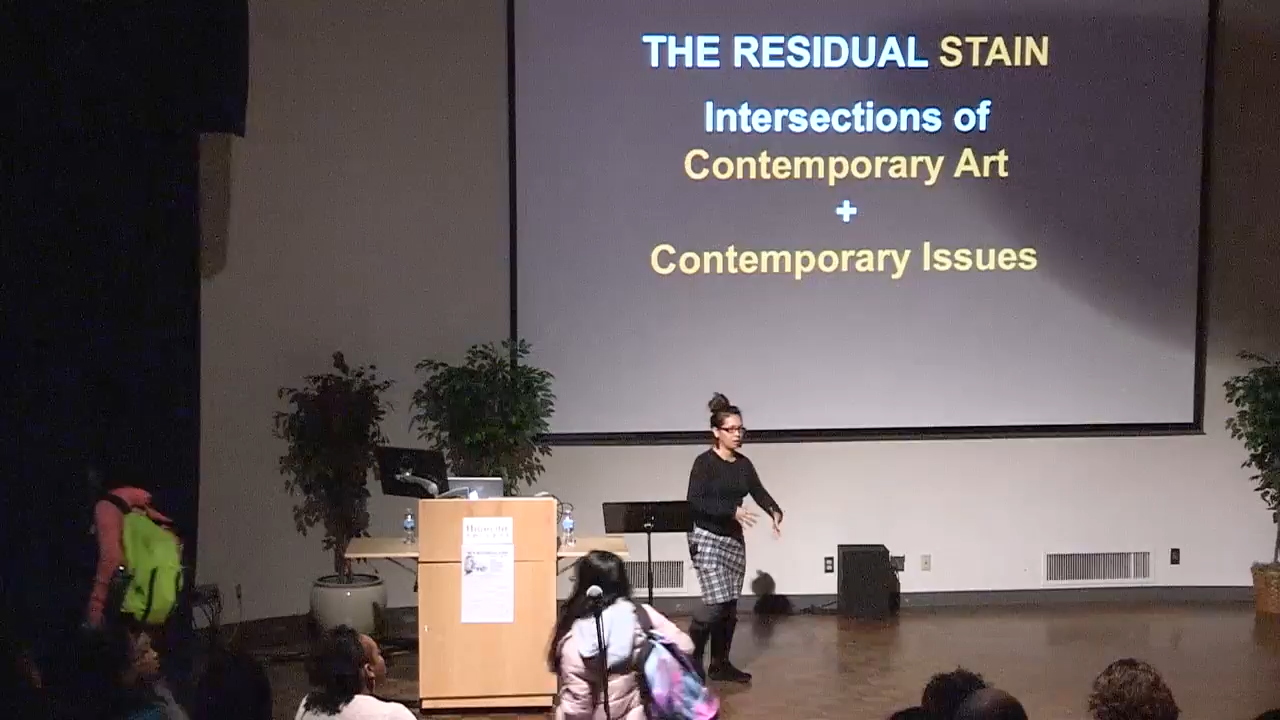 THE RESIDUAL STAIN
Intersections of
Contemporary Art
+
Contemporary Issues